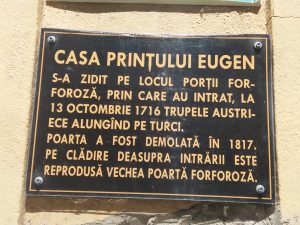 CASA PRINȚULUI EUGEN
S-A ZIDIT PE LOCUL PORȚII FOR-
FOROZĂ, PRIN CARE AU INTRAT, LA
13 OCTOMBRIE 1716 TRUPELE AUSTRI-
ECE ALUNGÎND PE TURCI.
POARTA A FOST DEMOLATĂ ÎN 1817.
PE CLĂDIRE DEASUPRA INTRĂRII ESTE
REPRODUSĂ VECHEA POARTĂ FORFOROZĂ.